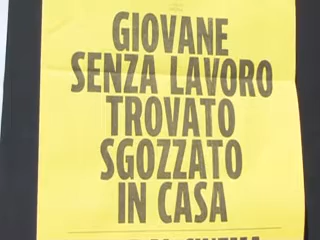 GIOVANE
SENZA LAVORO
TROVATO
SGOZZATO
IN CASA